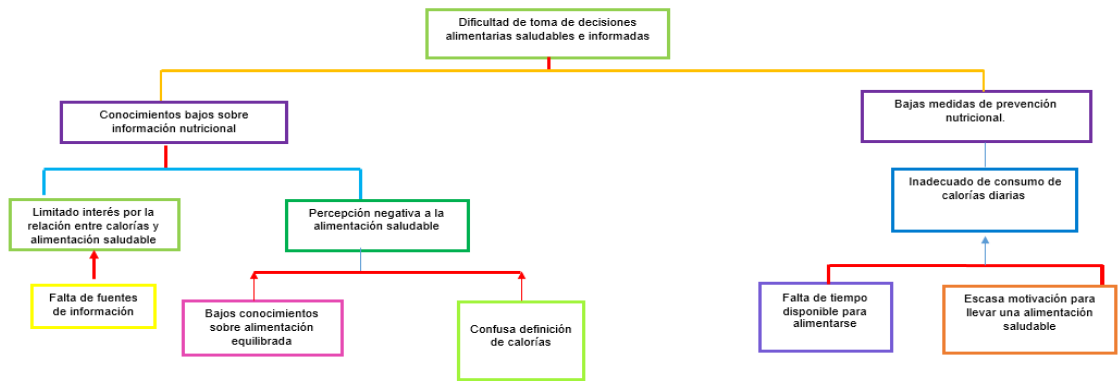 Dificultad de toma de decisiones
alimentarias saludables e informadas
Conocimientos bajos sobre
información nutricional
Bajas medidas de prevención
nutricional.
Limitado interés por la
relación entre calorías y
alimentación saludable
Percepción negativa a la
alimentación saludable
Inadecuado de consumo de
calorías diarias
Falta de fuentes
de información
Bajos conocimientos
sobre alimentación
equilibrada
Confusa definición
de calorías
Falta de tiempo
disponible para
alimentarse
Escasa motivación para
llevar una alimentación
saludable